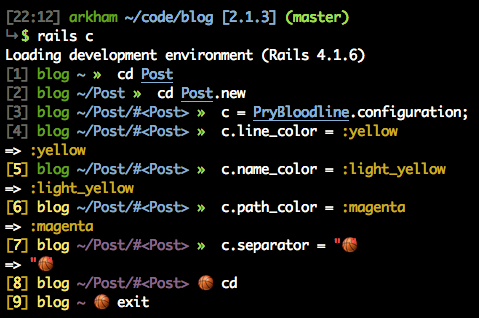 [22:12] arkham ~/code/blog [2.1.3] (master)
↪$ rails c
Loading development environment (Rails 4.1.6)
[1] blog ~ »  cd Post
[2] blog ~/Post »  cd Post.new
[3] blog ~/Post/#<Post> »  c = PryBloodline.configuration;
[4] blog ~/Post/#<Post> »  c.line_color = :yellow
=> :yellow
[5] blog ~/Post/#<Post> »  c.name_color = :light_yellow
=> :light_yellow
[6] blog ~/Post/#<Post> »  c.path_color = :magenta
=> :magenta
[7] blog ~/Post/#<Post> »  c.separator = "🏀
=> "🏀
[8] blog ~/Post/#<Post> 🏀 cd
[9] blog ~ 🏀 exit